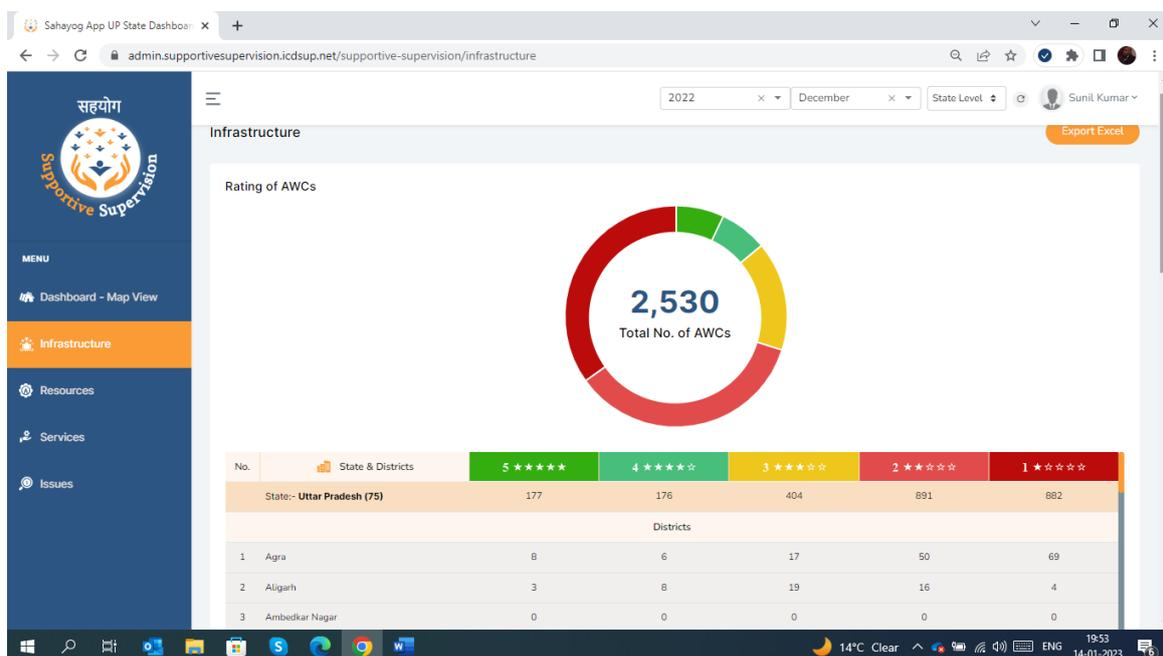 Sahayog App UP State Dashboar
admin.supportivesupervision.icdsup.net/supportive-supervision/infrastructure
सहयोग
Supportive Supervision
MENU
Dashboard - Map View
Infrastructure
Resources
Services
Issues
2022
December
State Level
Sunil Kumar
Infrastructure
Export Excel
Rating of AWCs
2,530
Total No. of AWCs
No. State & Districts 5 ★★★★★ 4 ★★★★☆ 3 ★★★☆☆ 2 ★★☆☆☆ 1 ★☆☆☆☆
State:- Uttar Pradesh (75) 177 176 404 891 882
Districts
1 Agra 8 6 17 50 69
2 Aligarh 3 8 19 16 4
3 Ambedkar Nagar 0 0 0 0 0
14°C Clear ENG 19:53
14-01-2023 6